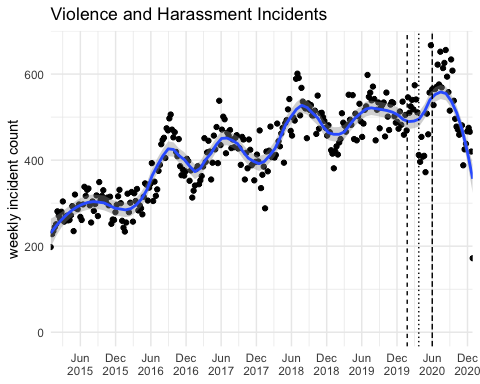 Violence and Harassment Incidents
weekly incident count
600
400
200
0
Jun Dec Jun Dec Jun Dec Jun Dec Jun Dec Jun Dec
2015 2015 2016 2016 2017 2017 2018 2018 2019 2019 2020 2020